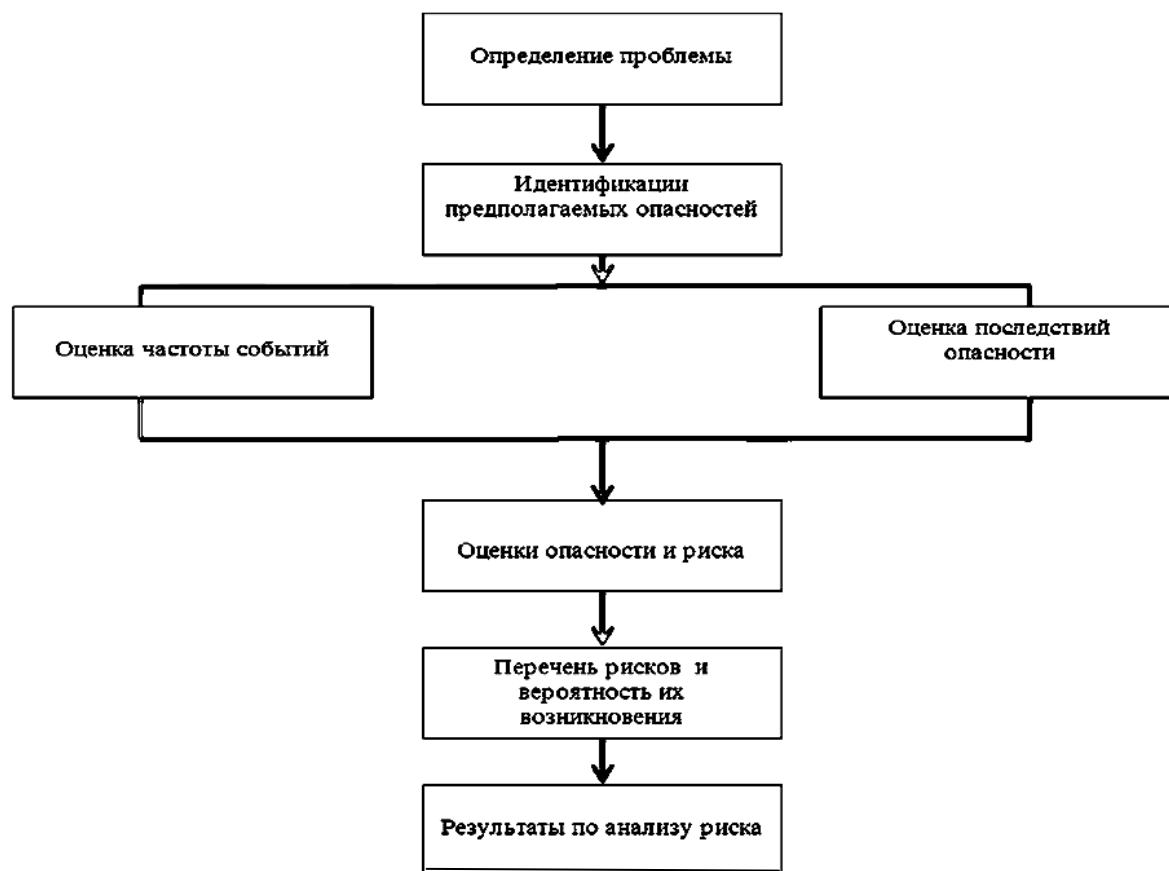 Определение проблемы
Идентификации
предполагаемых опасностей
Оценка частоты событий
Оценка последствий
опасности
Оценки опасности и риска
Перечень рисков и
вероятность их
возникновения
Результаты по анализу риска